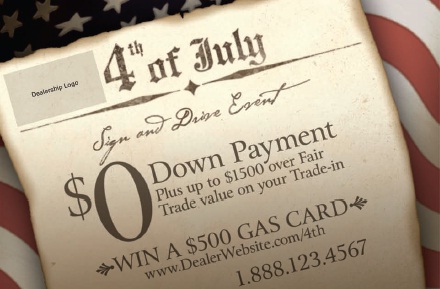 Dealership Logo
4th of July
Sign and Drive Event
$0 Down Payment
Plus up to $1500 over Fair
Trade value on your Trade-in
WIN A $500 GAS CARD
www.DealerWebsite.com/4th
1.888.123.4567